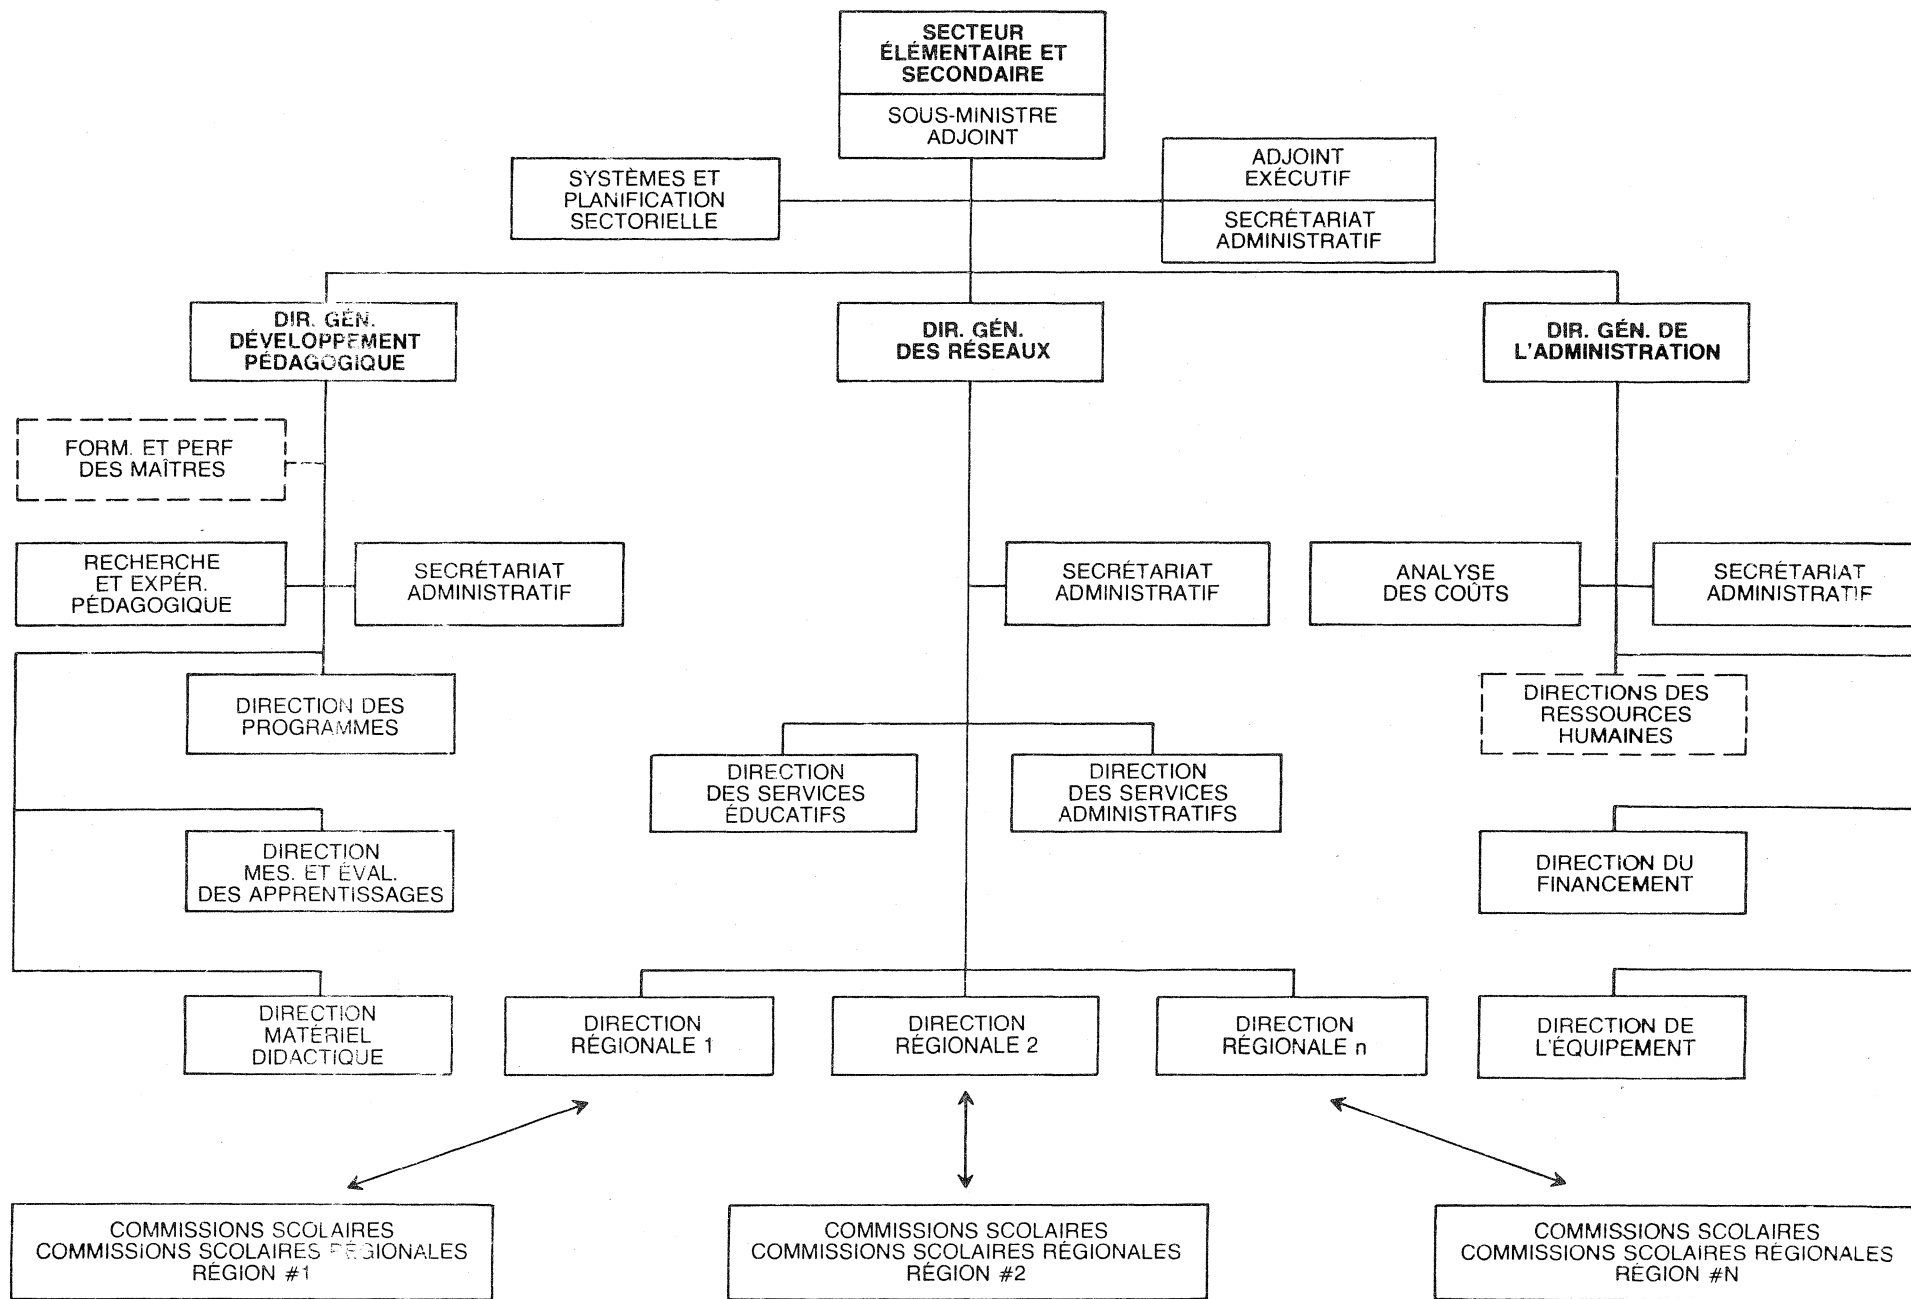 SECTEUR
ÉLÉMENTAIRE ET
SECONDAIRE
SOUS-MINISTRE
ADJOINT
SYSTÈMES ET
PLANIFICATION
SECTORIELLE
ADJOINT
EXÉCUTIF
SECRÉTARIAT
ADMINISTRATIF
DIR. GÉN.
DÉVELOPPEMENT
PÉDAGOGIQUE
DIR. GÉN.
DES RÉSEAUX
DIR. GÉN. DE
L'ADMINISTRATION
FORM. ET PERF
DES MAÎTRES
RECHERCHE
ET EXPÉR.
PÉDAGOGIQUE
SECRÉTARIAT
ADMINISTRATIF
SECRÉTARIAT
ADMINISTRATIF
ANALYSE
DES COÛTS
SECRÉTARIAT
ADMINISTRATIF
DIRECTION DES
PROGRAMMES
DIRECTIONS DES
RESSOURCES
HUMAINES
DIRECTION
DES SERVICES
ÉDUCATIFS
DIRECTION
DES SERVICES
ADMINISTRATIFS
DIRECTION
MES. ET ÉVAL.
DES APPRENTISSAGES
DIRECTION DU
FINANCEMENT
DIRECTION
MATÉRIEL
DIDACTIQUE
DIRECTION
RÉGIONALE 1
DIRECTION
RÉGIONALE 2
DIRECTION
RÉGIONALE n
DIRECTION DE
L'ÉQUIPEMENT
COMMISSIONS SCOLAIRES
COMMISSIONS SCOLAIRES RÉGIONALES
RÉGION #1
COMMISSIONS SCOLAIRES
COMMISSIONS SCOLAIRES RÉGIONALES
RÉGION #2
COMMISSIONS SCOLAIRES
COMMISSIONS SCOLAIRES RÉGIONALES
RÉGION #N